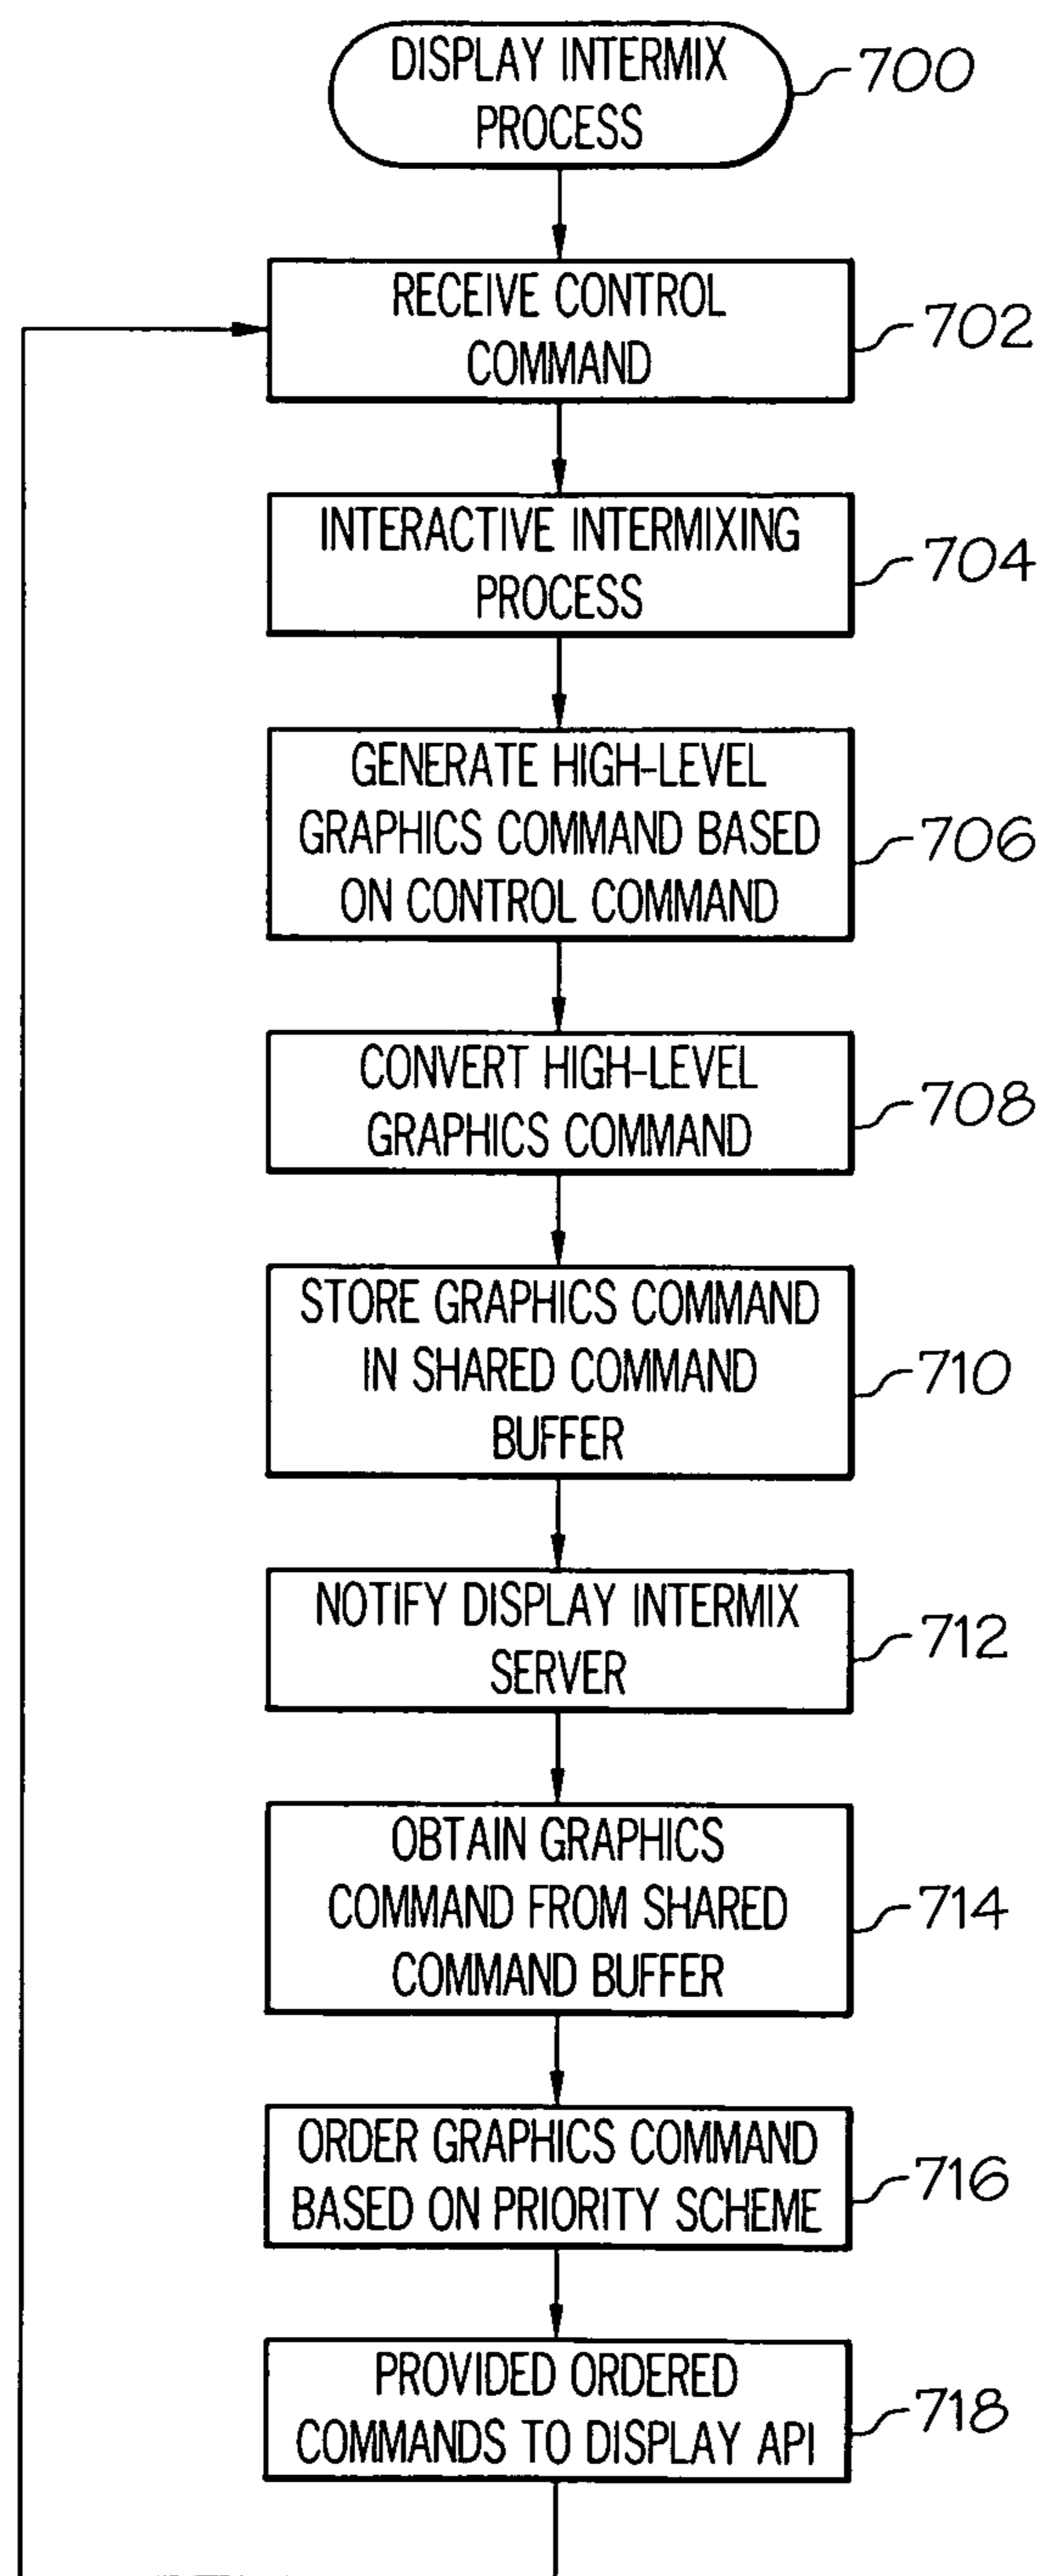 DISPLAY INTERMIX
PROCESS
700
RECEIVE CONTROL
COMMAND
702
INTERACTIVE INTERMIXING
PROCESS
704
GENERATE HIGH-LEVEL
GRAPHICS COMMAND BASED
ON CONTROL COMMAND
706
CONVERT HIGH-LEVEL
GRAPHICS COMMAND
708
STORE GRAPHICS COMMAND
IN SHARED COMMAND
BUFFER
710
NOTIFY DISPLAY INTERMIX
SERVER
712
OBTAIN GRAPHICS
COMMAND FROM SHARED
COMMAND BUFFER
714
ORDER GRAPHICS COMMAND
BASED ON PRIORITY SCHEME
716
PROVIDED ORDERED
COMMANDS TO DISPLAY API
718